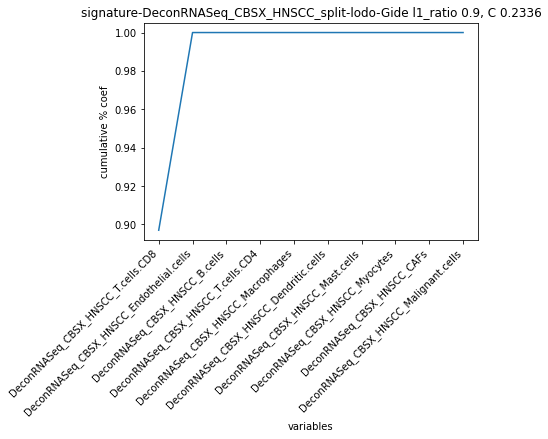 signature-DeconRNASeq_CBSX_HNSCC_split-lodo-Gide l1_ratio 0.9, C 0.2336
cumulative % coef
1.00
0.98
0.96
0.94
0.92
0.90
DeconRNASeq_CBSX_HNSCC_T.cells.CD8
DeconRNASeq_CBSX_HNSCC_Endothelial.cells
DeconRNASeq_CBSX_HNSCC_B.cells
DeconRNASeq_CBSX_HNSCC_T.cells.CD4
DeconRNASeq_CBSX_HNSCC_Macrophages
DeconRNASeq_CBSX_HNSCC_Dendritic.cells
DeconRNASeq_CBSX_HNSCC_Mast.cells
DeconRNASeq_CBSX_HNSCC_Myocytes
DeconRNASeq_CBSX_HNSCC_CAFs
DeconRNASeq_CBSX_HNSCC_Malignant.cells
variables